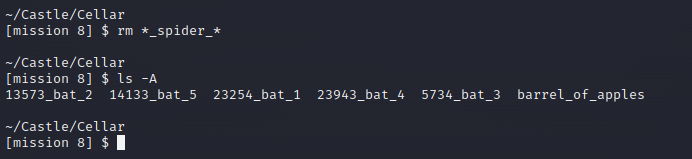 ~/Castle/Cellar
[mission 8] $ rm *_spider_*
~/Castle/Cellar
[mission 8] $ ls -A
13573_bat_2  14133_bat_5  23254_bat_1  23943_bat_4  5734_bat_3  barrel_of_apples
~/Castle/Cellar
[mission 8] $